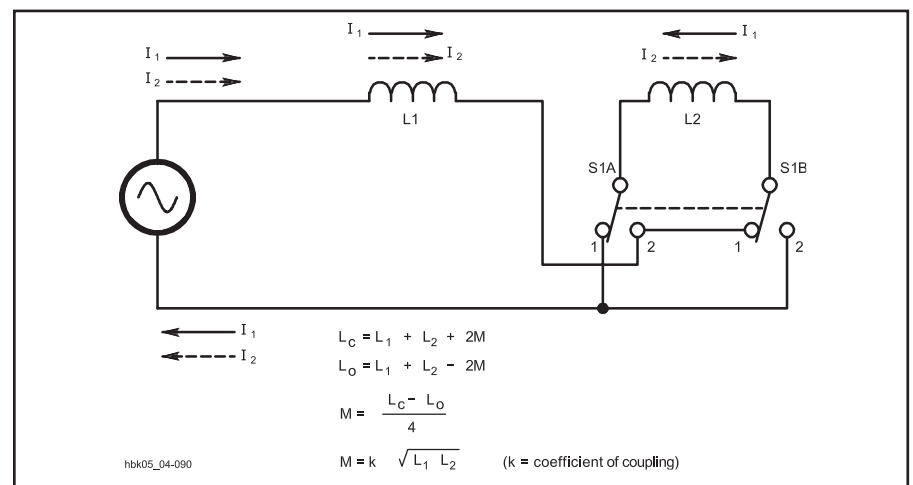 I1 I1
I1 I2 I2
I2
L1 L2
S1A S1B
1 2 1 2
I1
I2
LC = L1 + L2 + 2M
LO = L1 + L2 – 2M
M = LC – LO / 4
M = k √L1 L2 (k = coefficient of coupling)
hbk05_04-090